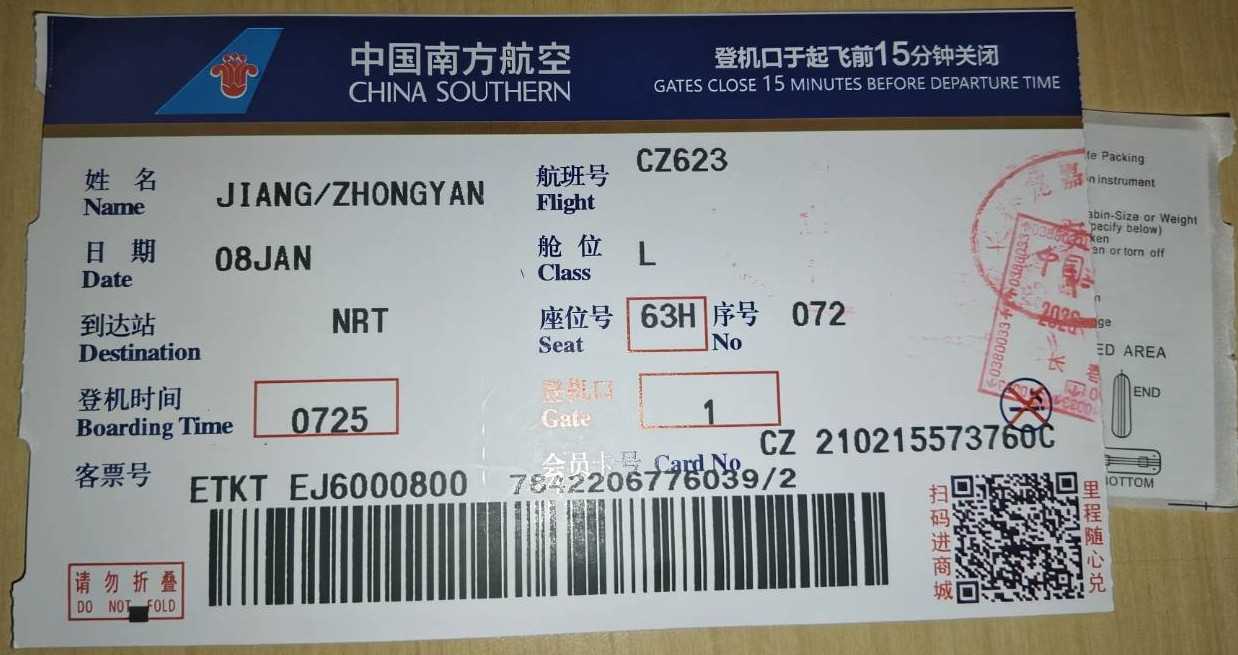 中国南方航空
CHINA SOUTHERN
登机口于起飞前15分钟关闭
GATES CLOSE 15 MINUTES BEFORE DEPARTURE TIME
姓 名
Name
JIANG/ZHONGYAN
航班号
Flight
CZ623
日 期
Date
08JAN
舱 位
Class
L
到达站
Destination
NRT
座位号
Seat
63H
序号
No
072
登机时间
Boarding Time
0725
登机口
Gate
1
客票号
ETKT EJ6000800
会员卡号 Card No
CZ 210215573760C
7842206776039/2
请勿折叠
DO NOT FOLD
扫码进商城
里程随心兑
中国
Packing
instrument
abin-Size or Weight
pecify below)
en or torn off
ED AREA
END
BOTTOM